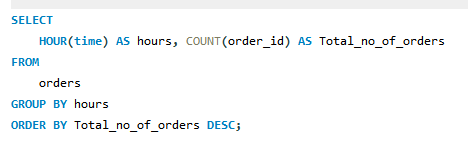 SELECT
HOUR(time) AS hours, COUNT(order_id) AS Total_no_of_orders
FROM
orders
GROUP BY hours
ORDER BY Total_no_of_orders DESC;